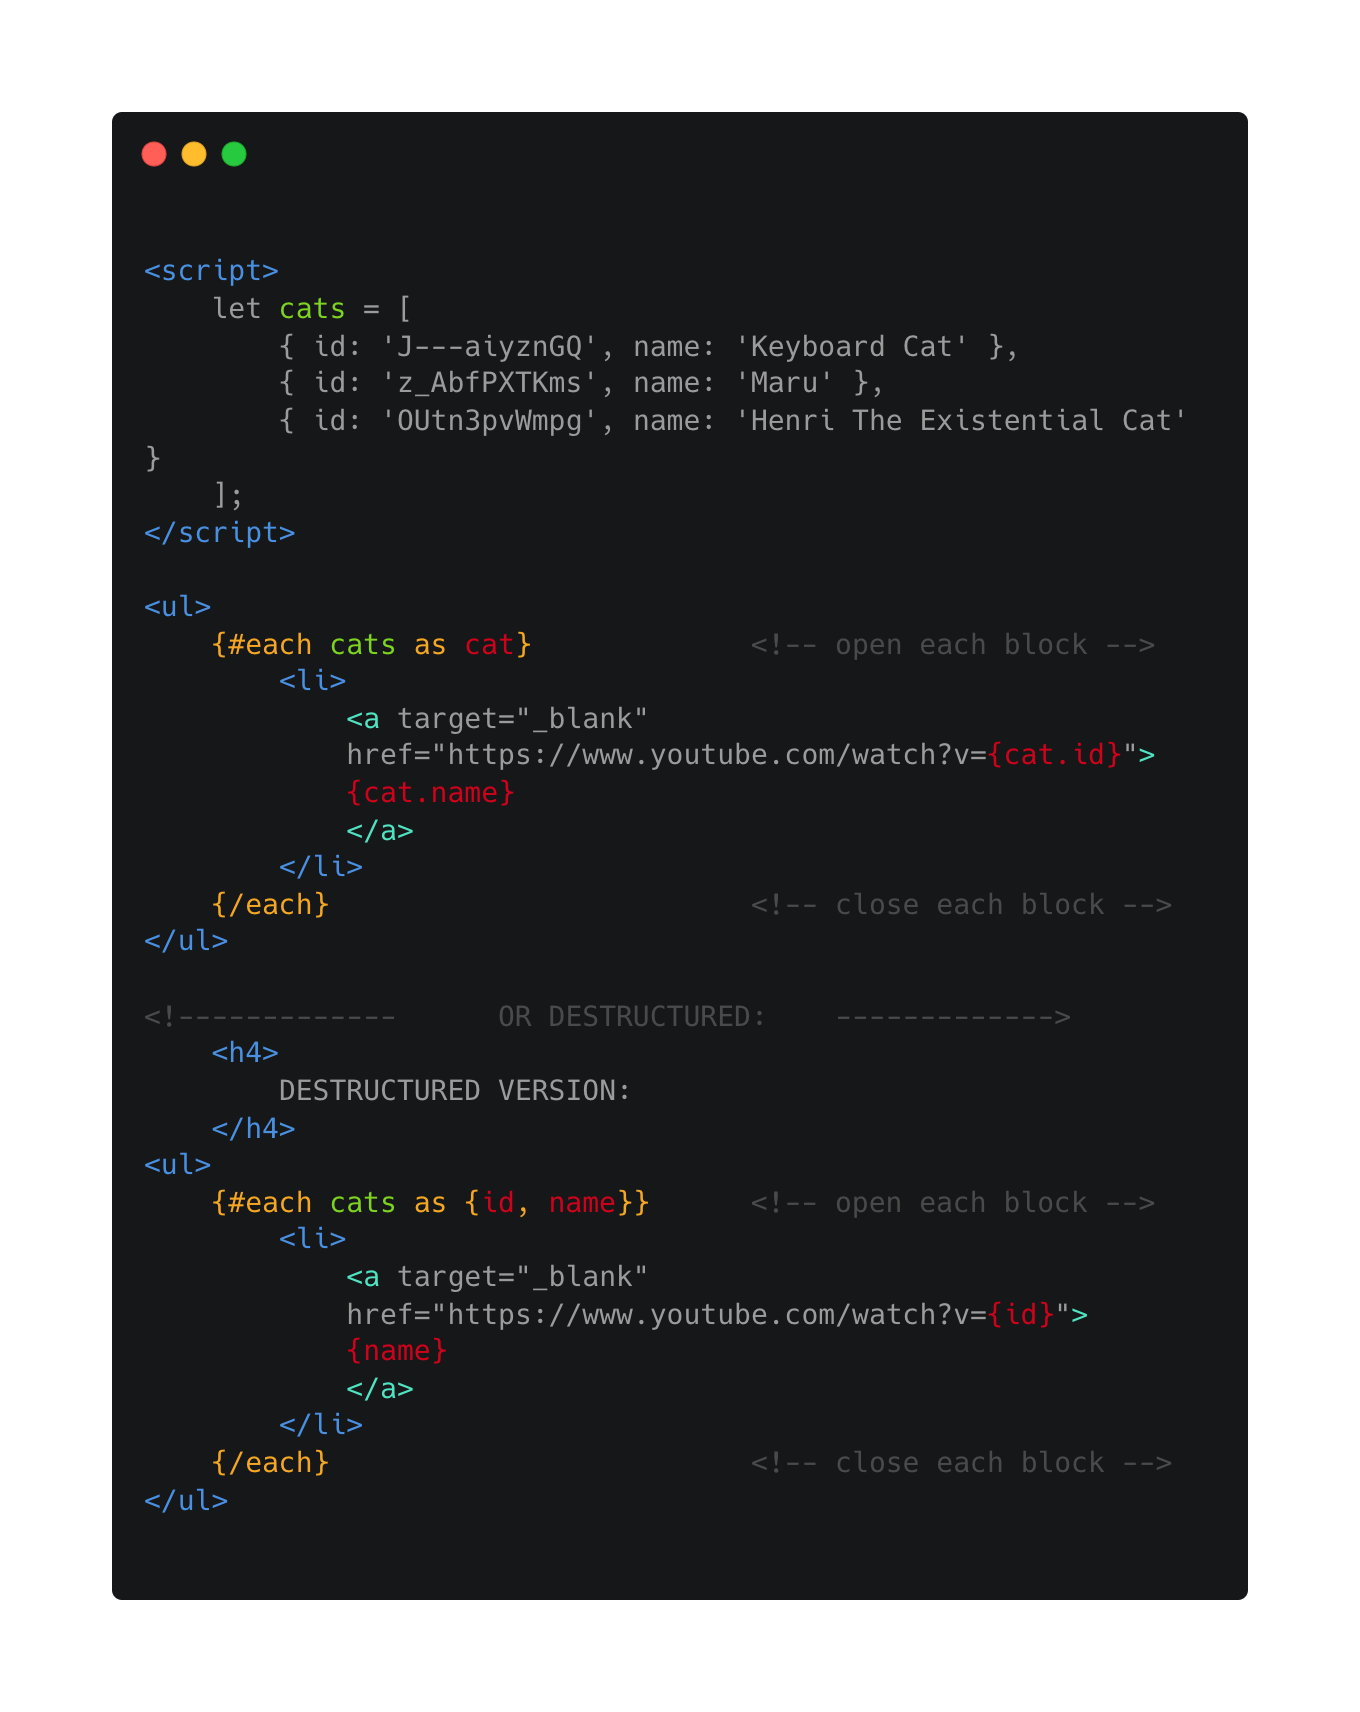 <script>
    let cats = [
        { id: 'J---aiyznGQ', name: 'Keyboard Cat' },
        { id: 'z_AbfPXTKms', name: 'Maru' },
        { id: 'OUtn3pvWmpg', name: 'Henri The Existential Cat'
}
    ];
</script>

<ul>
    {#each cats as cat}             <!-- open each block -->
        <li>
            <a target="_blank"
            href="https://www.youtube.com/watch?v={cat.id}">
            {cat.name}
            </a>
        </li>
    {/each}                         <!-- close each block -->
</ul>

<!-------------      OR DESTRUCTURED:    ------------->
    <h4>
        DESTRUCTURED VERSION:
    </h4>
<ul>
    {#each cats as {id, name}}      <!-- open each block -->
        <li>
            <a target="_blank"
            href="https://www.youtube.com/watch?v={id}">
            {name}
            </a>
        </li>
    {/each}                         <!-- close each block -->
</ul>